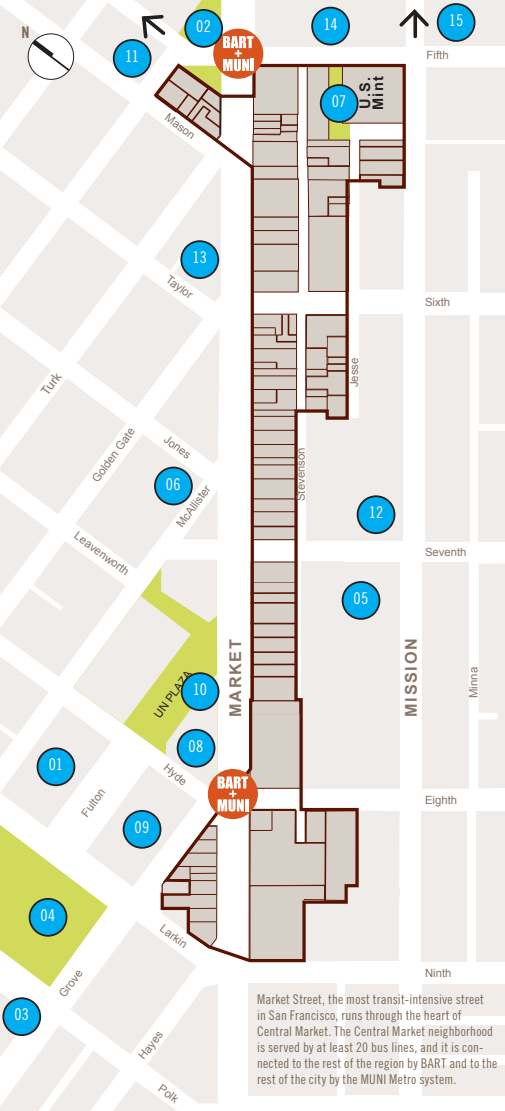 N
02
BART
+
MUNI
14
15
11
Fifth
07
U.S.
Mint
Mason
13
Taylor
Sixth
Turk
Jesse
Golden Gate
Jones
06
McAllister
Stevenson
12
Leavenworth
Seventh
05
UN PLAZA
10
MARKET
MISSION
Minna
08
01
Hyde
BART
+
MUNI
Fulton
Eighth
09
04
Larkin
Grove
Ninth
03
Hayes
Polk
Market Street, the most transit-intensive street
in San Francisco, runs through the heart of
Central Market. The Central Market neighborhood
is served by at least 20 bus lines, and it is con-
nected to the rest of the region by BART and to the
rest of the city by the MUNI Metro system.